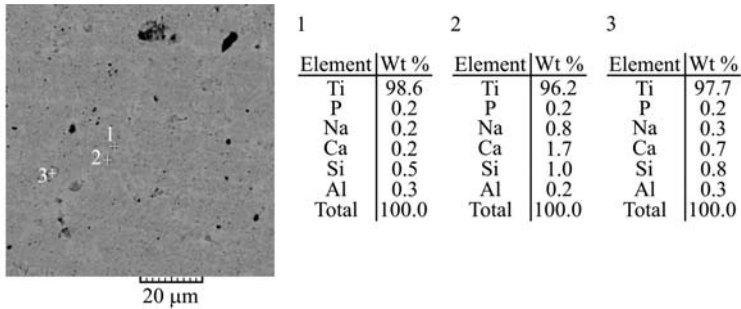 1 2 3
Element Wt % Element Wt % Element Wt %
Ti 98.6 Ti 96.2 Ti 97.7
P 0.2 P 0.2 P 0.2
Na 0.2 Na 0.8 Na 0.3
Ca 0.2 Ca 1.7 Ca 0.7
Si 0.5 Si 1.0 Si 0.8
Al 0.3 Al 0.2 Al 0.3
Total 100.0 Total 100.0 Total 100.0
1
2
3
20 μm